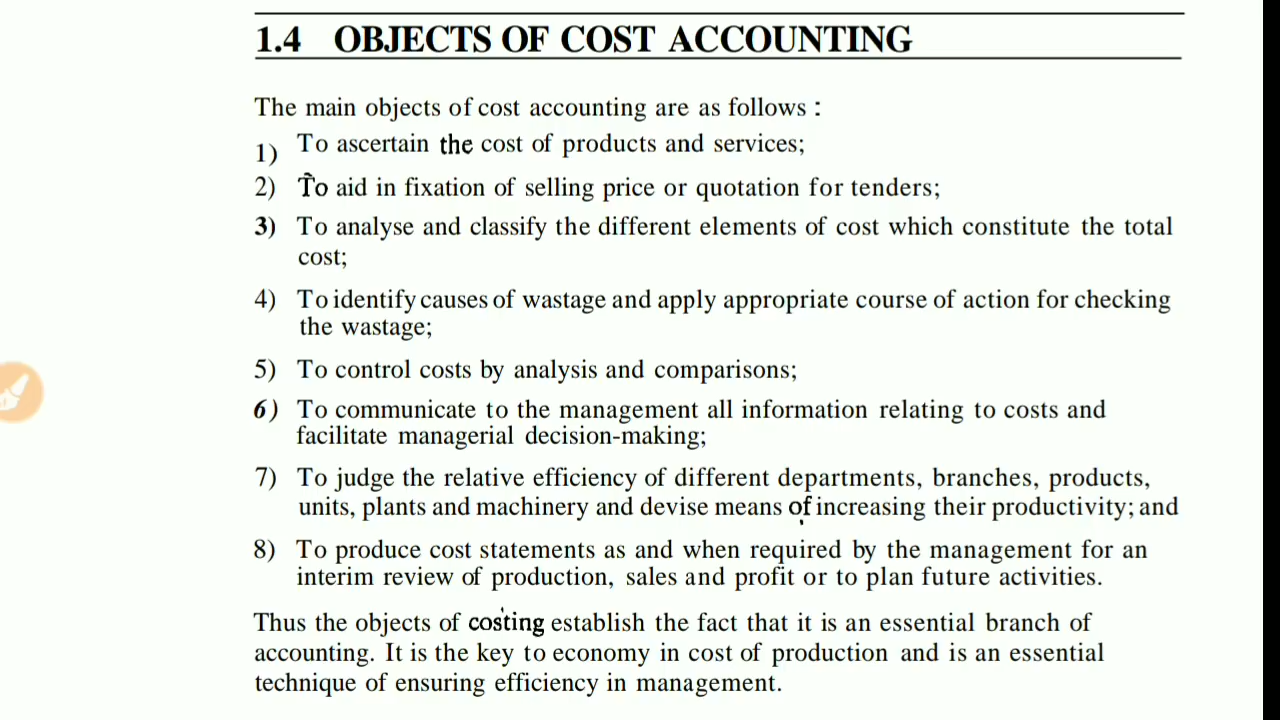 1.4 OBJECTS OF COST ACCOUNTING
The main objects of cost accounting are as follows :
1) To ascertain the cost of products and services;
2) To aid in fixation of selling price or quotation for tenders;
3) To analyse and classify the different elements of cost which constitute the total
cost;
4) To identify causes of wastage and apply appropriate course of action for checking
the wastage;
5) To control costs by analysis and comparisons;
6) To communicate to the management all information relating to costs and
facilitate managerial decision-making;
7) To judge the relative efficiency of different departments, branches, products,
units, plants and machinery and devise means of increasing their productivity; and
8) To produce cost statements as and when required by the management for an
interim review of production, sales and profit or to plan future activities.
Thus the objects of costing establish the fact that it is an essential branch of
accounting. It is the key to economy in cost of production and is an essential
technique of ensuring efficiency in management.